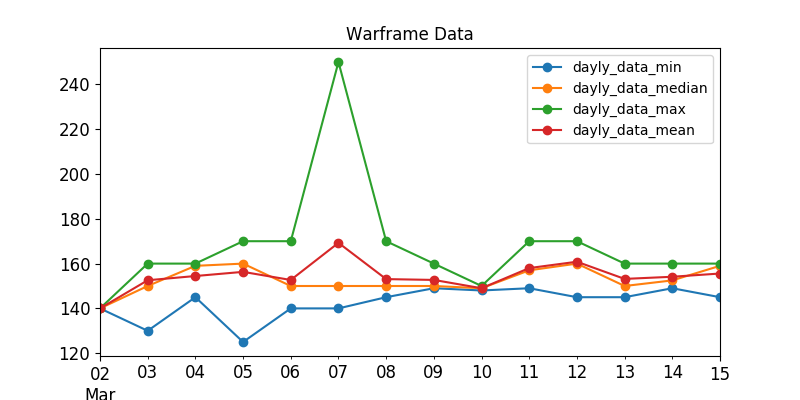 Warframe Data
dayly_data_min
dayly_data_median
dayly_data_max
dayly_data_mean
240
220
200
180
160
140
120
02 03 04 05 06 07 08 09 10 11 12 13 14 15
Mar